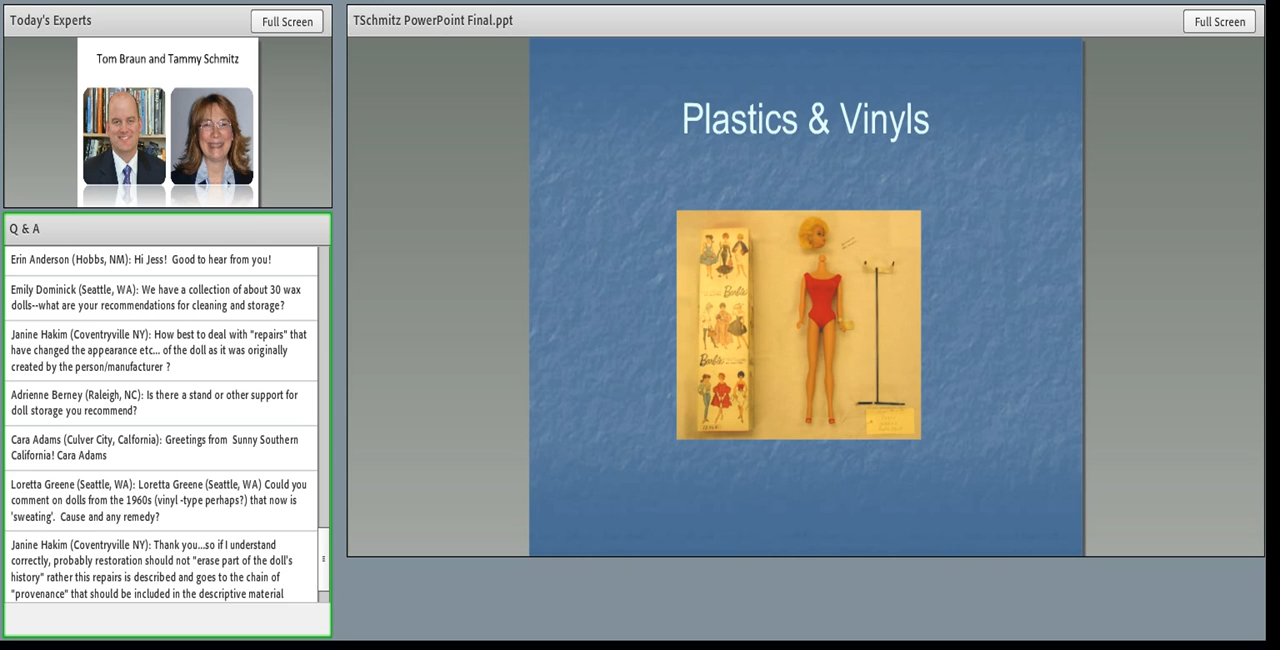 Today's Experts
Full Screen
Tom Braun and Tammy Schmitz
Q & A
Erin Anderson (Hobbs, NM): Hi Jess! Good to hear from you!
Emily Dominick (Seattle, WA): We have a collection of about 30 wax
dolls--what are your recommendations for cleaning and storage?
Janine Hakim (Coventryville NY): How best to deal with "repairs" that
have changed the appearance etc... of the doll as it was originally
created by the person/manufacturer ?
Adrienne Berney (Raleigh, NC): Is there a stand or other support for
doll storage you recommend?
Cara Adams (Culver City, Calfornia): Greetings from Sunny Southern
California! Cara Adams
Loretta Greene (Seattle, WA): Loretta Greene (Seattle, WA) Could you
comment on dolls from the 1960s (vinyl -type perhaps?) that now is
'sweating'. Cause and any remedy?
Janine Hakim (Coventryville NY): Thank you...so if I understand
correctly, probably restoration should not "erase part of the doll's
history" rather this repairs is described and goes to the chain of
"provenance" that should be included in the descriptive material
TSchmitz PowerPoint Final.ppt
Full Screen
Plastics & Vinyls
Barbie
Barbie